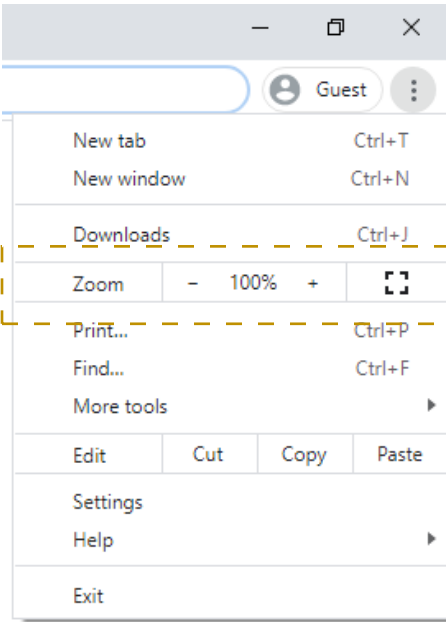 Guest
New tab Ctrl+T
New window Ctrl+N
Downloads Ctrl+J
Zoom - 100% +
Print... Ctrl+P
Find... Ctrl+F
More tools
Edit Cut Copy Paste
Settings
Help
Exit